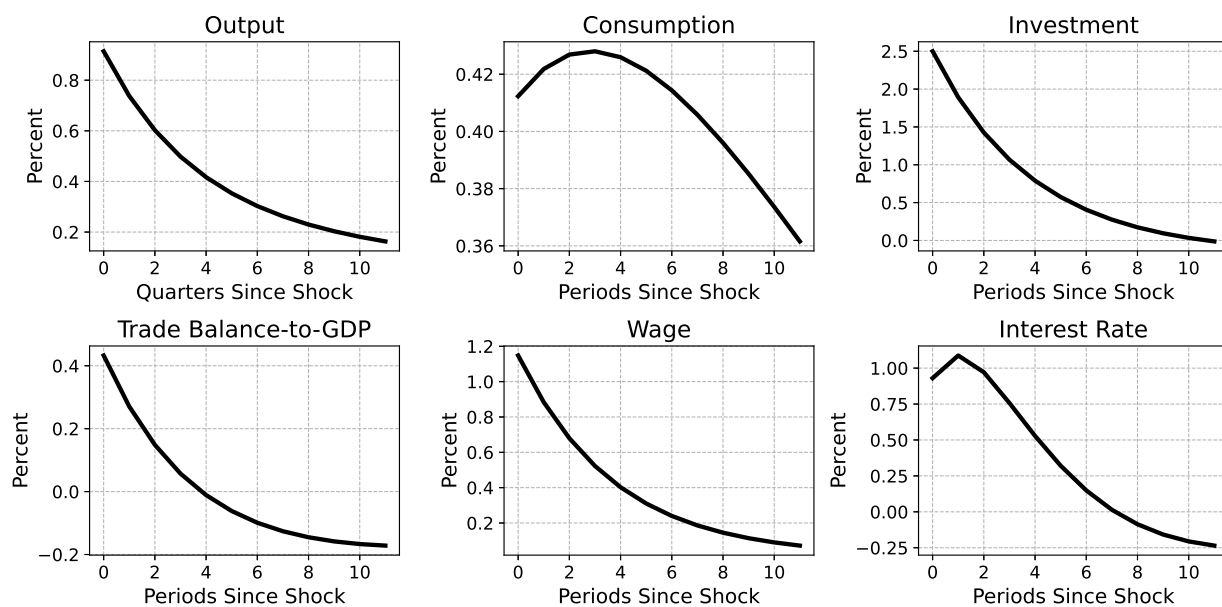 Output
Percent
0.8
0.6
0.4
0.2
0 2 4 6 8 10
Quarters Since Shock
Consumption
Percent
0.42
0.40
0.38
0.36
0 2 4 6 8 10
Periods Since Shock
Investment
Percent
2.5
2.0
1.5
1.0
0.5
0.0
0 2 4 6 8 10
Periods Since Shock
Trade Balance-to-GDP
Percent
0.4
0.2
0.0
−0.2
0 2 4 6 8 10
Periods Since Shock
Wage
Percent
1.2
1.0
0.8
0.6
0.4
0.2
0 2 4 6 8 10
Periods Since Shock
Interest Rate
Percent
1.00
0.75
0.50
0.25
0.00
−0.25
0 2 4 6 8 10
Periods Since Shock